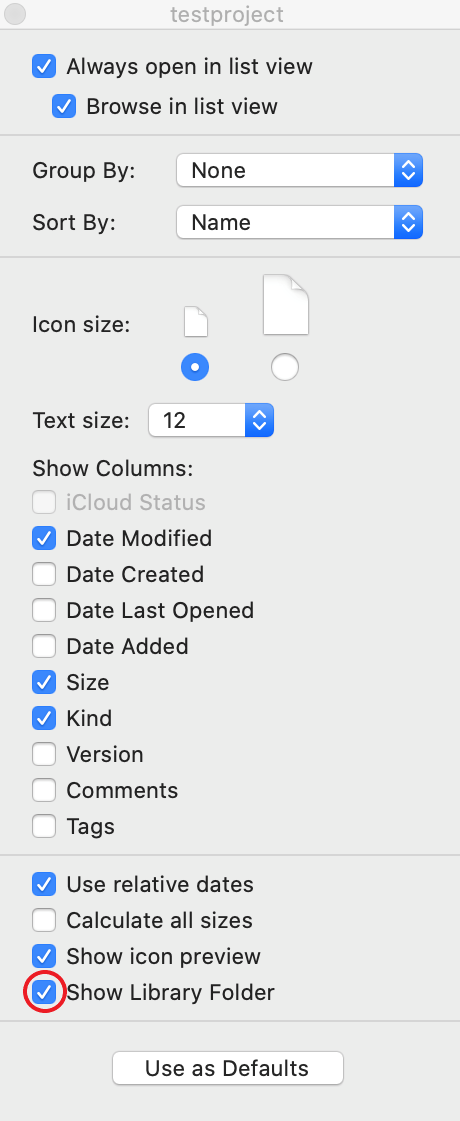 testproject
Always open in list view
Browse in list view
Group By: None
Sort By: Name
Icon size:
Text size: 12
Show Columns:
iCloud Status
Date Modified
Date Created
Date Last Opened
Date Added
Size
Kind
Version
Comments
Tags
Use relative dates
Calculate all sizes
Show icon preview
Show Library Folder
Use as Defaults